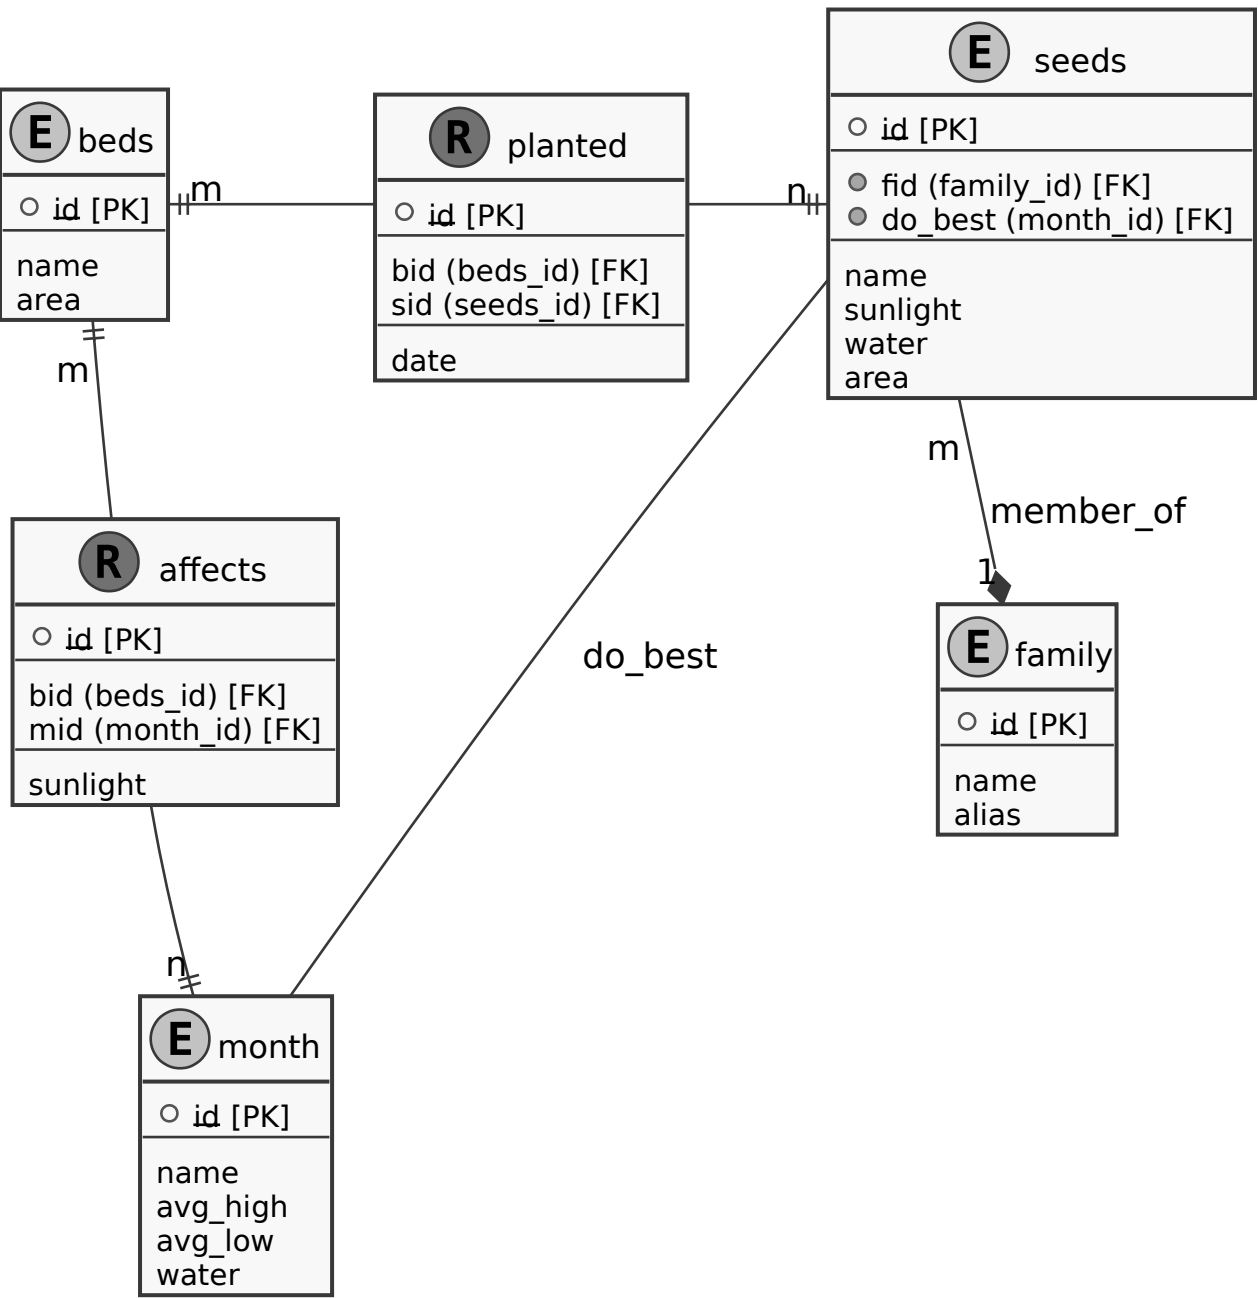 E beds
id [PK]
name
area
m
R planted
id [PK]
bid (beds_id) [FK]
sid (seeds_id) [FK]
date
n
E seeds
id [PK]
fid (family_id) [FK]
do_best (month_id) [FK]
name
sunlight
water
area
m
m
member_of
1
R affects
id [PK]
bid (beds_id) [FK]
mid (month_id) [FK]
sunlight
do_best
E family
id [PK]
name
alias
n
E month
id [PK]
name
avg_high
avg_low
water